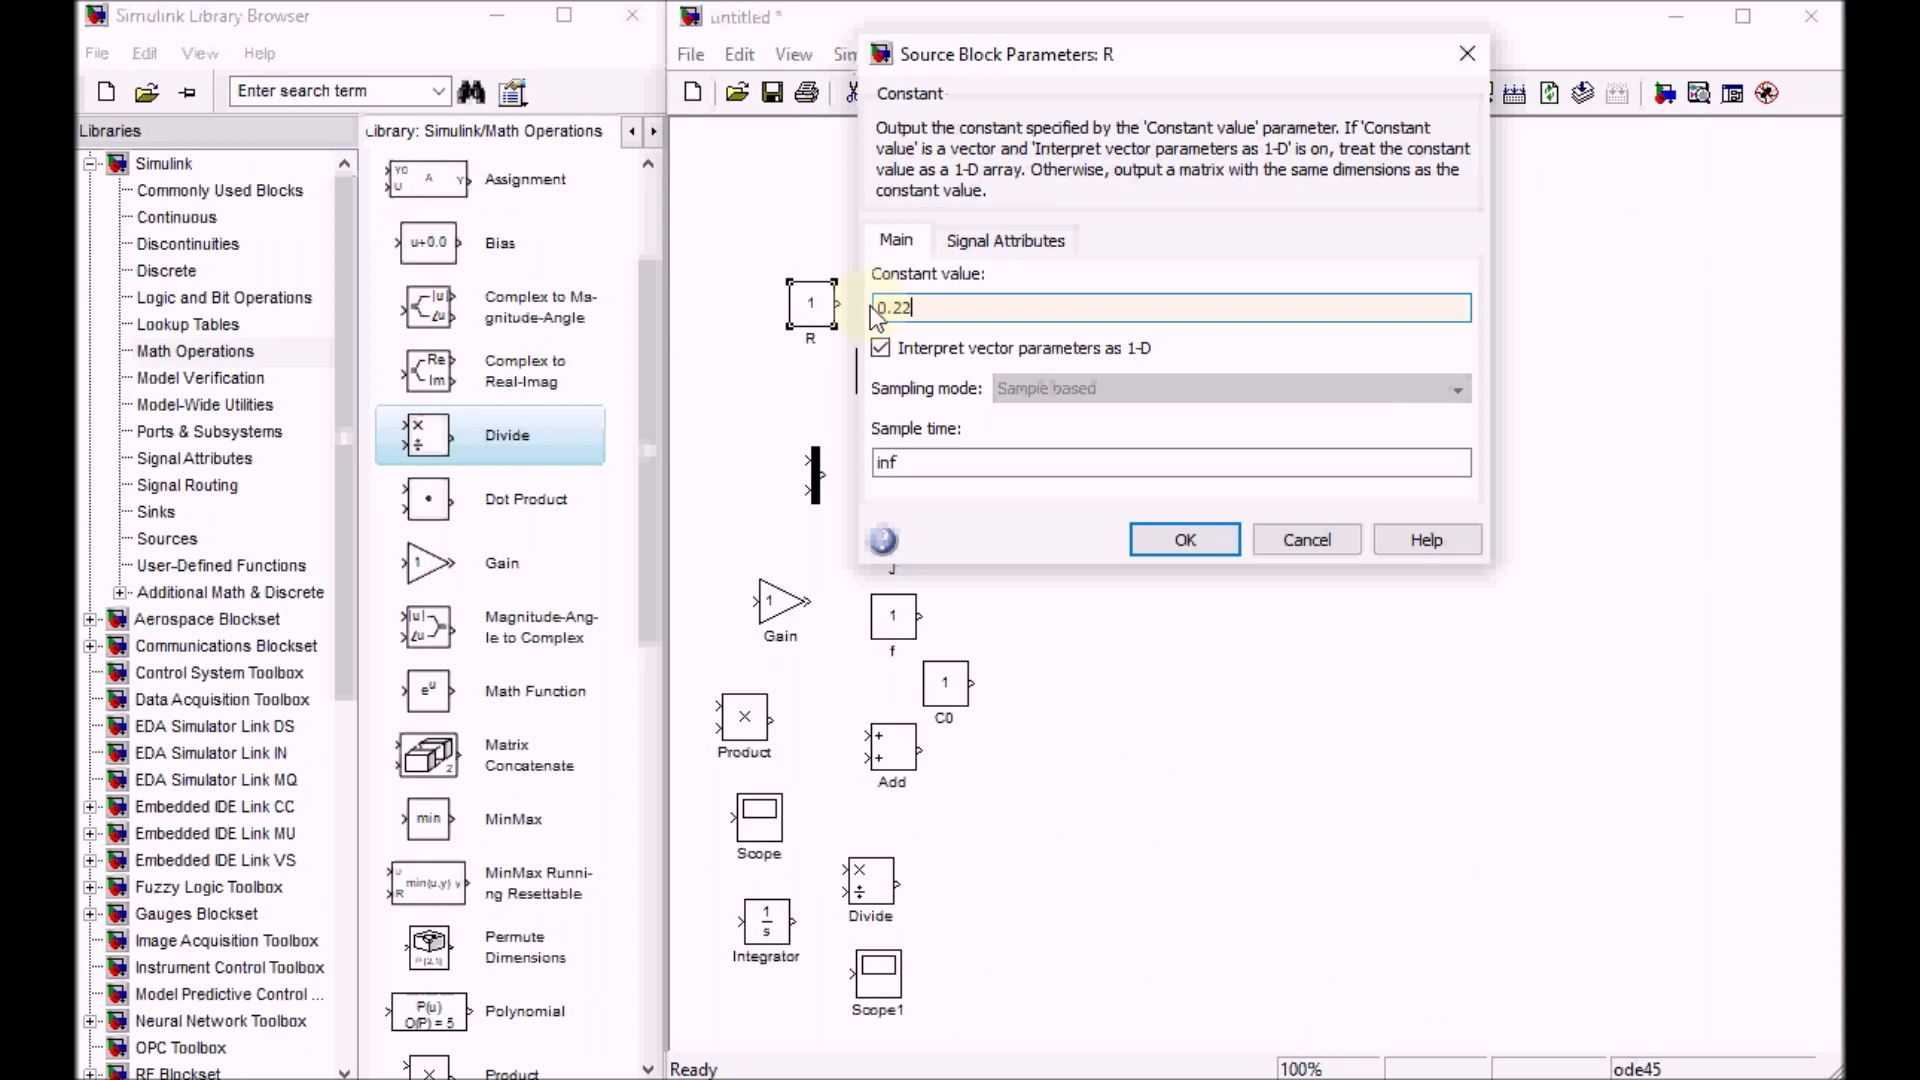 Simulink Library Browser
File Edit View Help
Enter search term
Libraries
Simulink
Commonly Used Blocks
Continuous
Discontinuities
Discrete
Logic and Bit Operations
Lookup Tables
Math Operations
Model Verification
Model-Wide Utilities
Ports & Subsystems
Signal Attributes
Signal Routing
Sinks
Sources
User-Defined Functions
Additional Math & Discrete
Aerospace Blockset
Communications Blockset
Control System Toolbox
Data Acquisition Toolbox
EDA Simulator Link DS
EDA Simulator Link IN
EDA Simulator Link MQ
Embedded IDE Link CC
Embedded IDE Link MU
Embedded IDE Link VS
Fuzzy Logic Toolbox
Gauges Blockset
Image Acquisition Toolbox
Instrument Control Toolbox
Model Predictive Control ...
Neural Network Toolbox
OPC Toolbox
RF Blockset
Library: Simulink/Math Operations
Y0
U A Y
Assignment
u+0.0
Bias
|u|
∠u
Complex to Ma-
gnitude-Angle
Re
Im
Complex to
Real-Imag
×
÷
Divide
Dot Product
1
Gain
|u|
∠u
Magnitude-Ang-
le to Complex
e^u
Math Function
2
Matrix
Concatenate
min
MinMax
U
R min(u,y) y
MinMax Runni-
ng Resettable
Permute
Dimensions
P(u)
O(P) = 5
Polynomial
×
Product
untitled *
File Edit View Sim
1
R
1
Gain
J
1
f
1
C0
×
Product
+
+
Add
Scope
×
÷
Divide
1
s
Integrator
Scope1
Ready
100%
ode45
Source Block Parameters: R
Constant
Output the constant specified by the 'Constant value' parameter. If 'Constant
value' is a vector and 'Interpret vector parameters as 1-D' is on, treat the constant
value as a 1-D array. Otherwise, output a matrix with the same dimensions as the
constant value.
Main Signal Attributes
Constant value:
0.22
Interpret vector parameters as 1-D
Sampling mode: Sample based
Sample time:
inf
OK Cancel Help